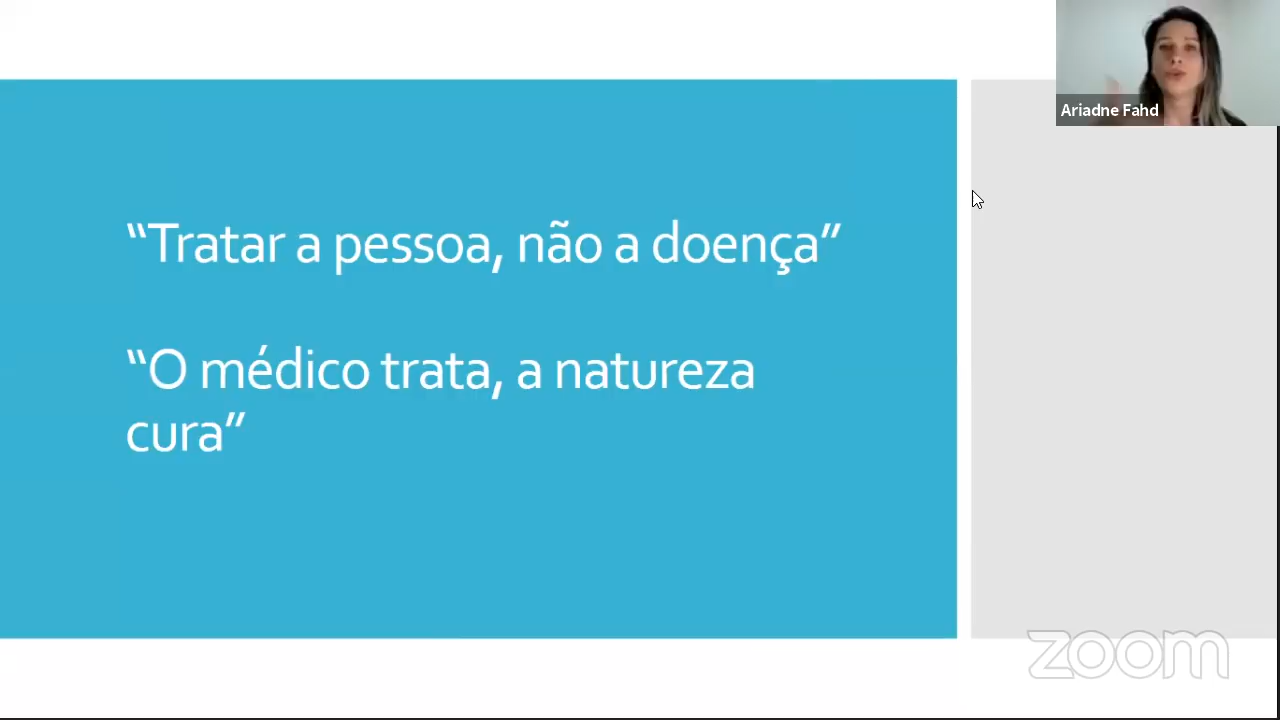 Ariadne Fahd
“Tratar a pessoa, não a doença”
“O médico trata, a natureza
cura”
zoom